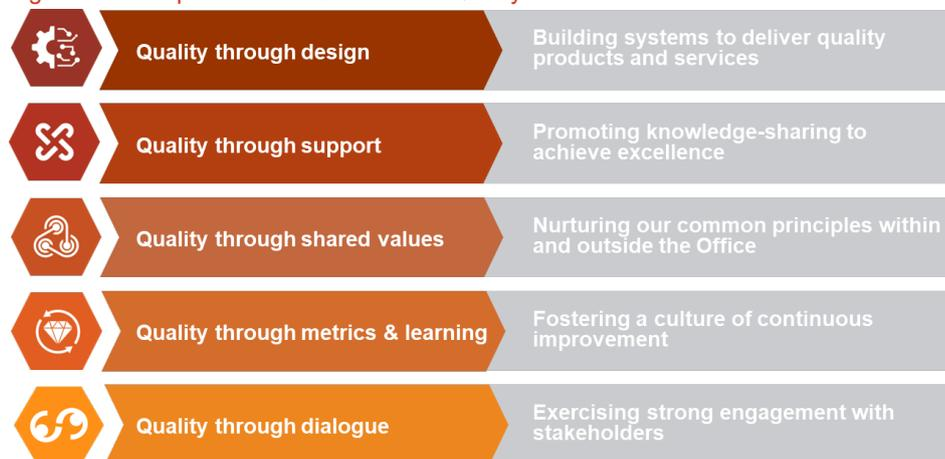 Quality through design
Building systems to deliver quality
products and services
Quality through support
Promoting knowledge-sharing to
achieve excellence
Quality through shared values
Nurturing our common principles within
and outside the Office
Quality through metrics & learning
Fostering a culture of continuous
improvement
Quality through dialogue
Exercising strong engagement with
stakeholders